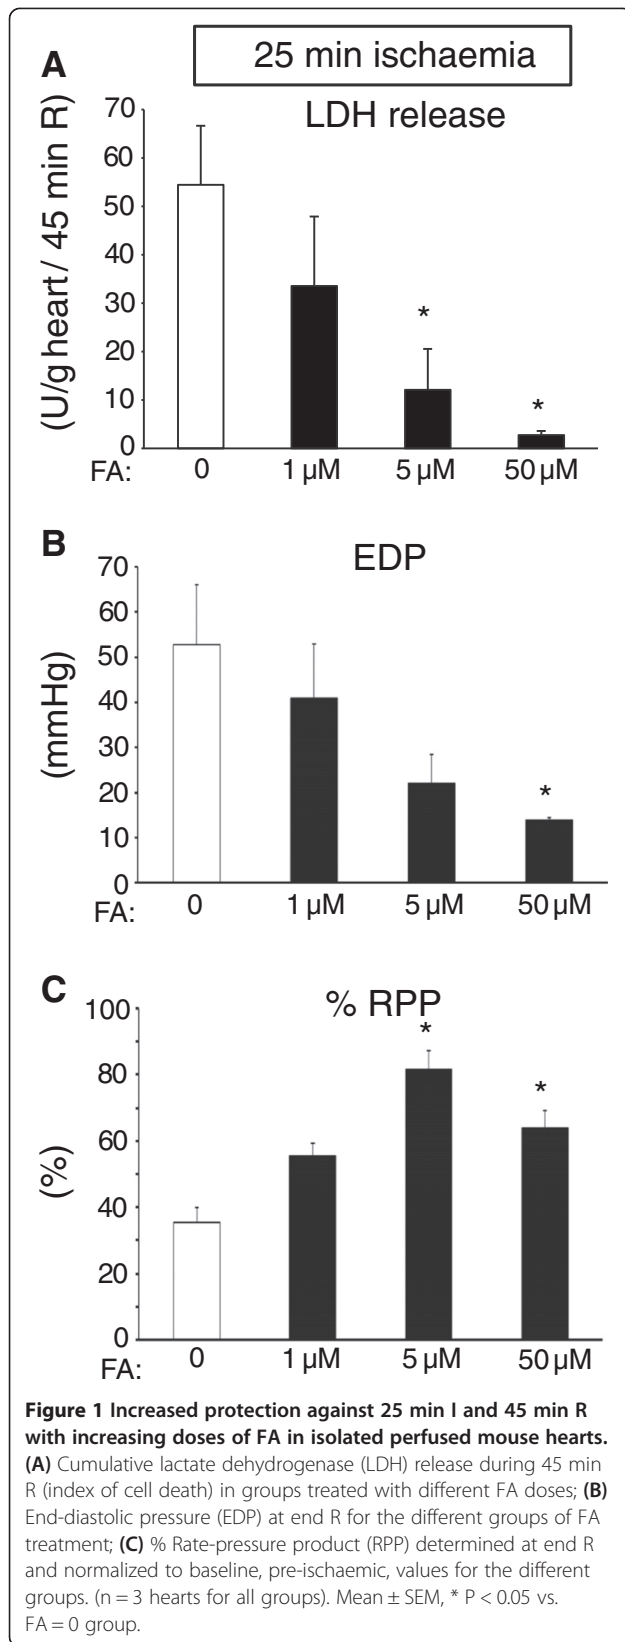 25 min ischaemia
A
LDH release
(U/g heart / 45 min R)
70
60
50
40
30
20
10
0
FA: 0 1 µM 5 µM 50 µM
*
*
B
EDP
(mmHg)
70
60
50
40
30
20
10
0
FA: 0 1 µM 5 µM 50 µM
*
C
% RPP
(%)
100
80
60
40
20
0
FA: 0 1 µM 5 µM 50 µM
*
*
Figure 1 Increased protection against 25 min I and 45 min R
with increasing doses of FA in isolated perfused mouse hearts.
(A) Cumulative lactate dehydrogenase (LDH) release during 45 min
R (index of cell death) in groups treated with different FA doses; (B)
End-diastolic pressure (EDP) at end R for the different groups of FA
treatment; (C) % Rate-pressure product (RPP) determined at end R
and normalized to baseline, pre-ischaemic, values for the different
groups. (n = 3 hearts for all groups). Mean ± SEM, * P < 0.05 vs.
FA = 0 group.